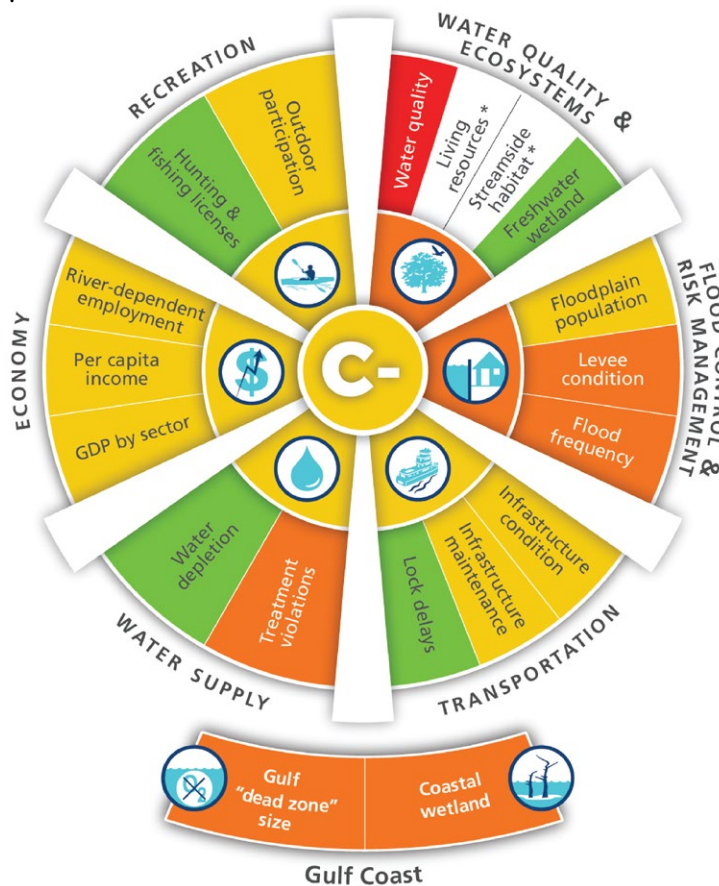 RECREATION
Hunting &
fishing licenses
Outdoor
participation
WATER QUALITY &
ECOSYSTEMS
Water quality
Living
resources *
Streamside
habitat *
Freshwater
wetland
FLOOD CONTROL &
RISK MANAGEMENT
Floodplain
population
Levee
condition
Flood
frequency
TRANSPORTATION
Infrastructure
condition
Infrastructure
maintenance
Lock delays
WATER SUPPLY
Treatment
violations
Water
depletion
ECONOMY
GDP by sector
Per capita
income
River-dependent
employment
$
C-
O2
Gulf
"dead zone"
size
Coastal
wetland
Gulf Coast